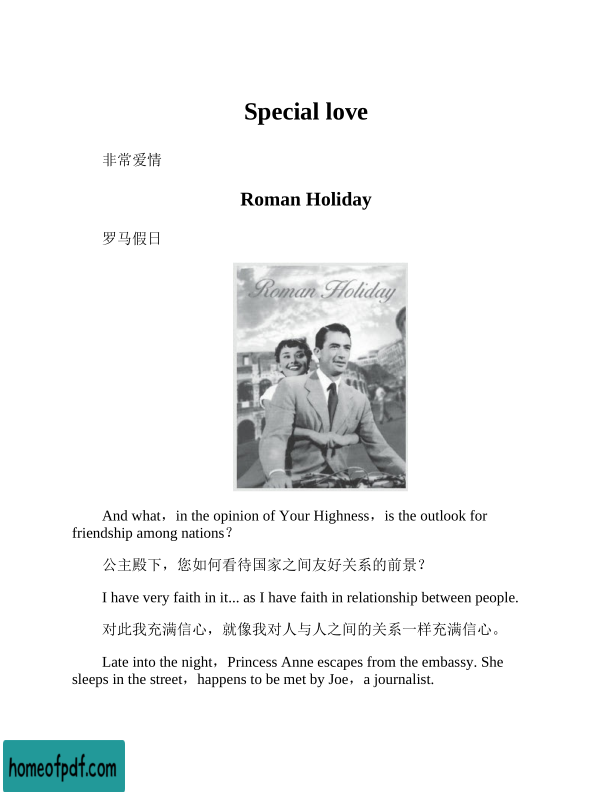 Special love
非常爱情
Roman Holiday
罗马假日
Roman Holiday
And what，in the opinion of Your Highness，is the outlook for
friendship among nations？
公主殿下，您如何看待国家之间友好关系的前景？
I have very faith in it... as I have faith in relationship between people.
对此我充满信心，就像我对人与人之间的关系一样充满信心。
Late into the night，Princess Anne escapes from the embassy. She
sleeps in the street，happens to be met by Joe，a journalist.
homeofpdf.com